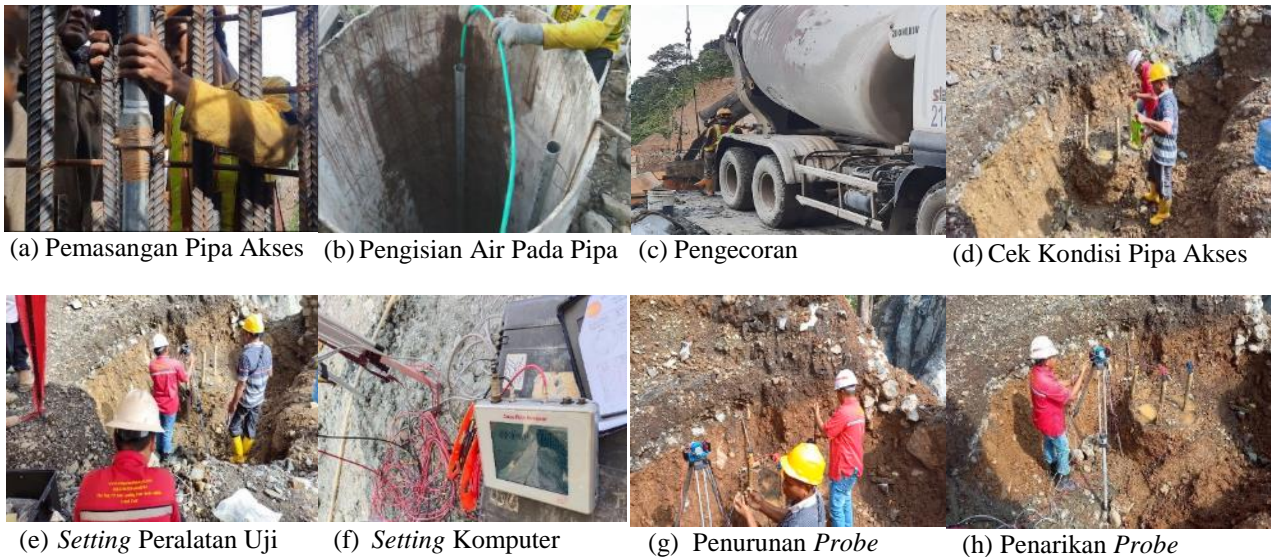 (a) Pemasangan Pipa Akses
(b) Pengisian Air Pada Pipa
(c) Pengecoran
(d) Cek Kondisi Pipa Akses
(e) Setting Peralatan Uji
(f) Setting Komputer
(g) Penurunan Probe
(h) Penarikan Probe